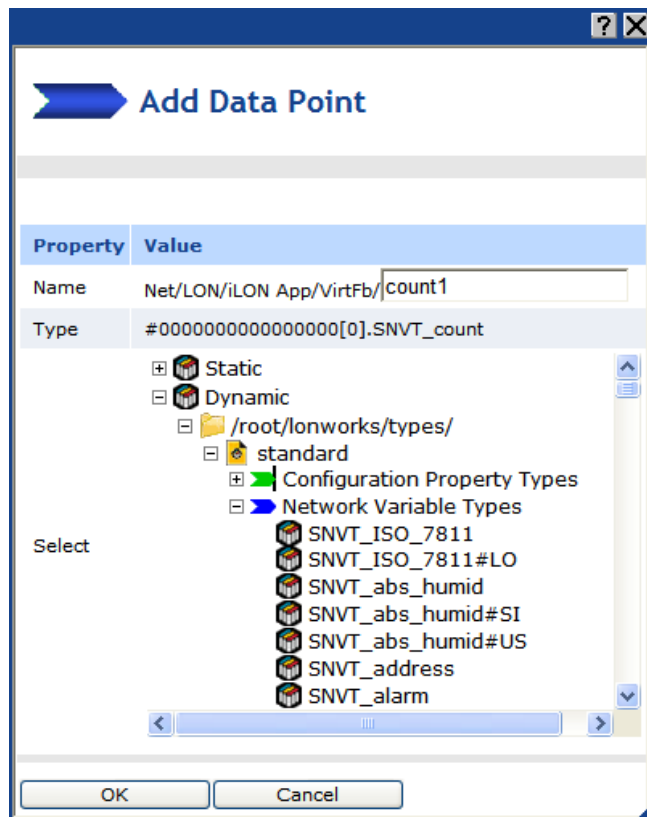 ?
Add Data Point
Property Value
Name Net/LON/iLON App/VirtFb/ count1
Type #0000000000000000[0].SNVT_count
Select
Static
Dynamic
/root/lonworks/types/
standard
Configuration Property Types
Network Variable Types
SNVT_ISO_7811
SNVT_ISO_7811#LO
SNVT_abs_humid
SNVT_abs_humid#SI
SNVT_abs_humid#US
SNVT_address
SNVT_alarm
OK Cancel